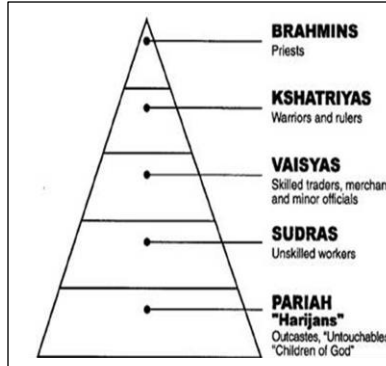 BRAHMINS
Priests
KSHATRIYAS
Warriors and rulers
VAISYAS
Skilled traders, merchan
and minor officials
SUDRAS
Unskilled workers
PARIAH
"Harijans"
Outcastes, "Untouchables
"Children of God"